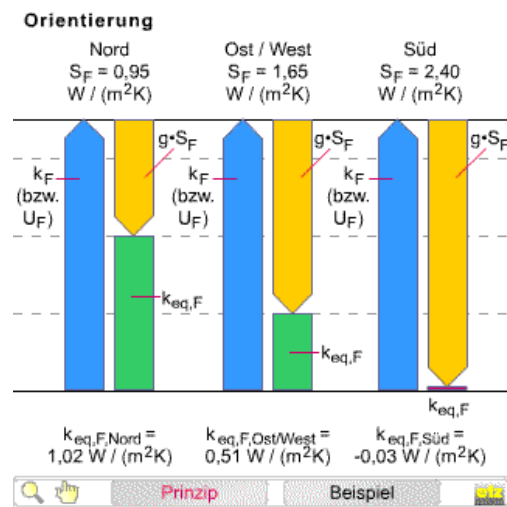 Orientierung
Nord
S_F = 0,95
W / (m²K)
Ost / West
S_F = 1,65
W / (m²K)
Süd
S_F = 2,40
W / (m²K)
g•S_F
k_F
(bzw.
U_F)
k_eq,F
g•S_F
k_F
(bzw.
U_F)
k_eq,F
g•S_F
k_F
(bzw.
U_F)
k_eq,F
k_eq,F,Nord =
1,02 W / (m²K)
k_eq,F,Ost/West =
0,51 W / (m²K)
k_eq,F,Süd =
-0,03 W / (m²K)
Prinzip
Beispiel